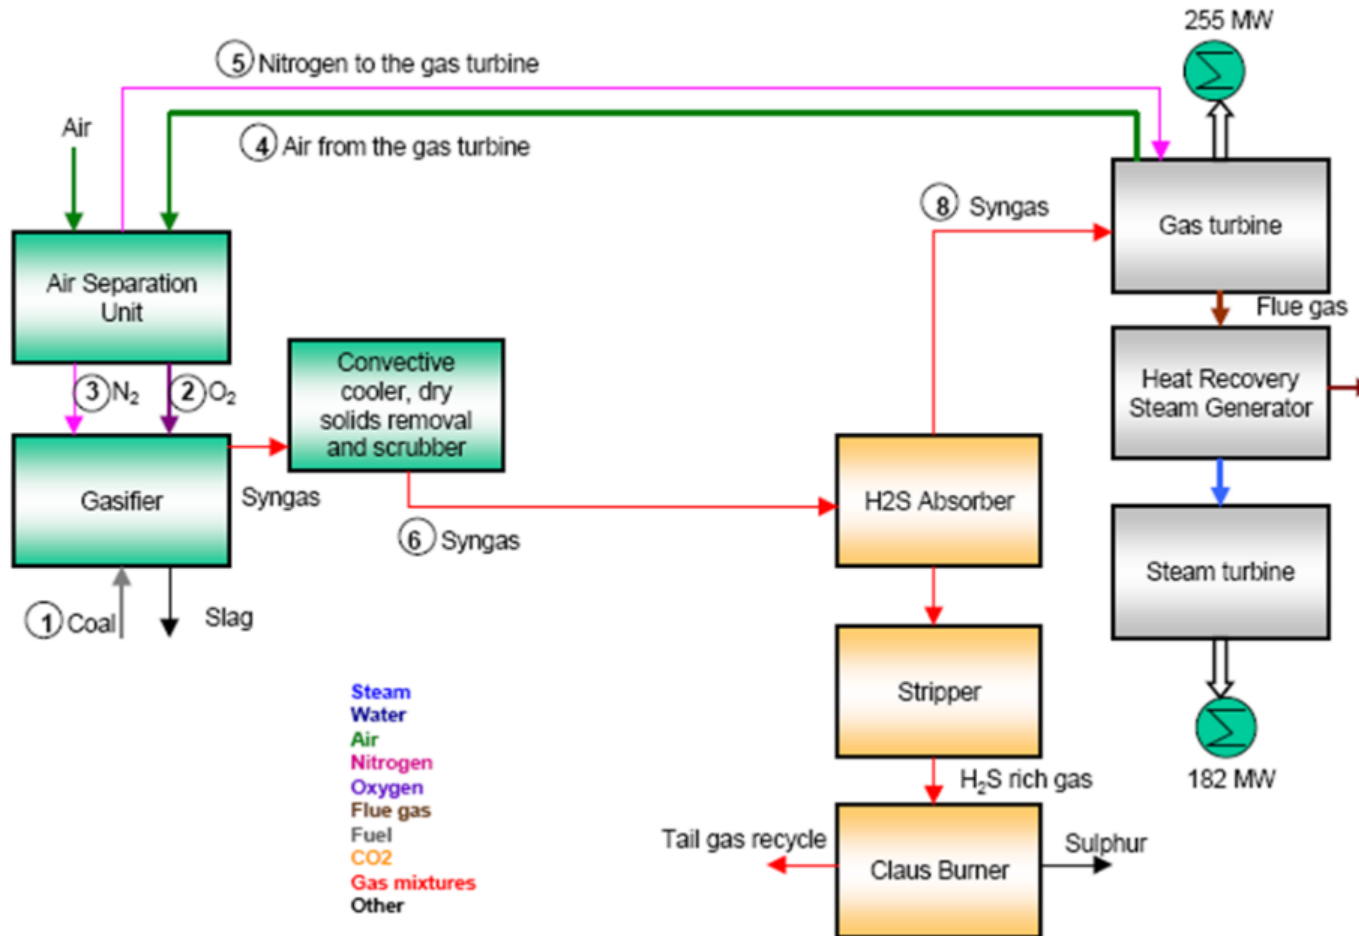 255 MW
5 Nitrogen to the gas turbine
Air
4 Air from the gas turbine
8 Syngas
Gas turbine
Air Separation
Unit
Flue gas
Convective
cooler, dry
solids removal
and scrubber
Heat Recovery
Steam Generator
3 N₂
2 O₂
Gasifier
Syngas
H2S Absorber
6 Syngas
Steam turbine
1 Coal
Slag
Stripper
Steam
Water
Air
Nitrogen
Oxygen
Flue gas
Fuel
CO2
Gas mixtures
Other
182 MW
H₂S rich gas
Tail gas recycle
Claus Burner
Sulphur